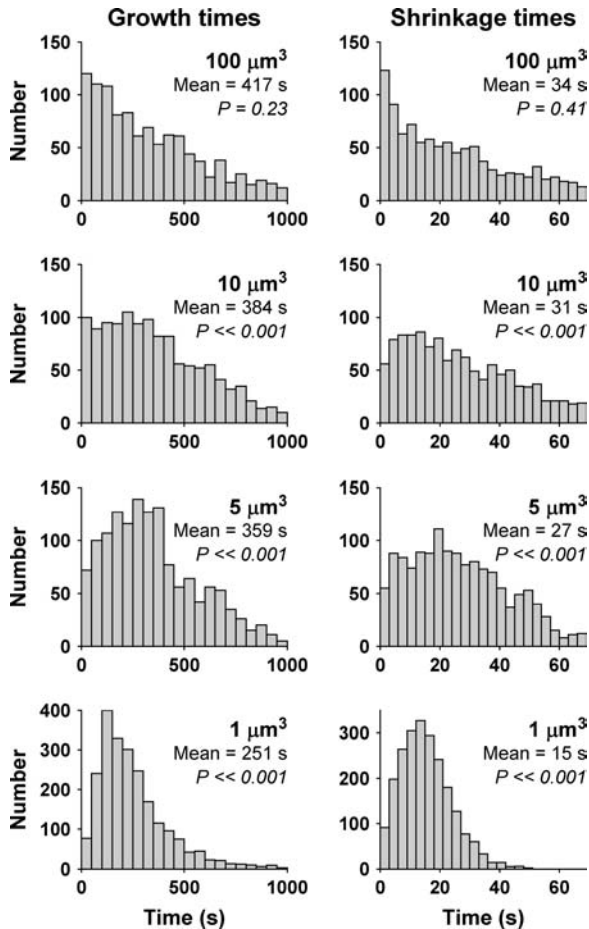 Growth times
Shrinkage times
Number
150
100
50
0
0
500
1000
100 μm³
Mean = 417 s
P = 0.23
150
100
50
0
0
20
40
60
100 μm³
Mean = 34 s
P = 0.41
Number
150
100
50
0
0
500
1000
10 μm³
Mean = 384 s
P << 0.001
150
100
50
0
0
20
40
60
10 μm³
Mean = 31 s
P << 0.001
Number
150
100
50
0
0
500
1000
5 μm³
Mean = 359 s
P << 0.001
150
100
50
0
0
20
40
60
5 μm³
Mean = 27 s
P << 0.001
Number
400
300
200
100
0
0
500
1000
1 μm³
Mean = 251 s
P << 0.001
Time (s)
300
200
100
0
0
20
40
60
1 μm³
Mean = 15 s
P << 0.001
Time (s)